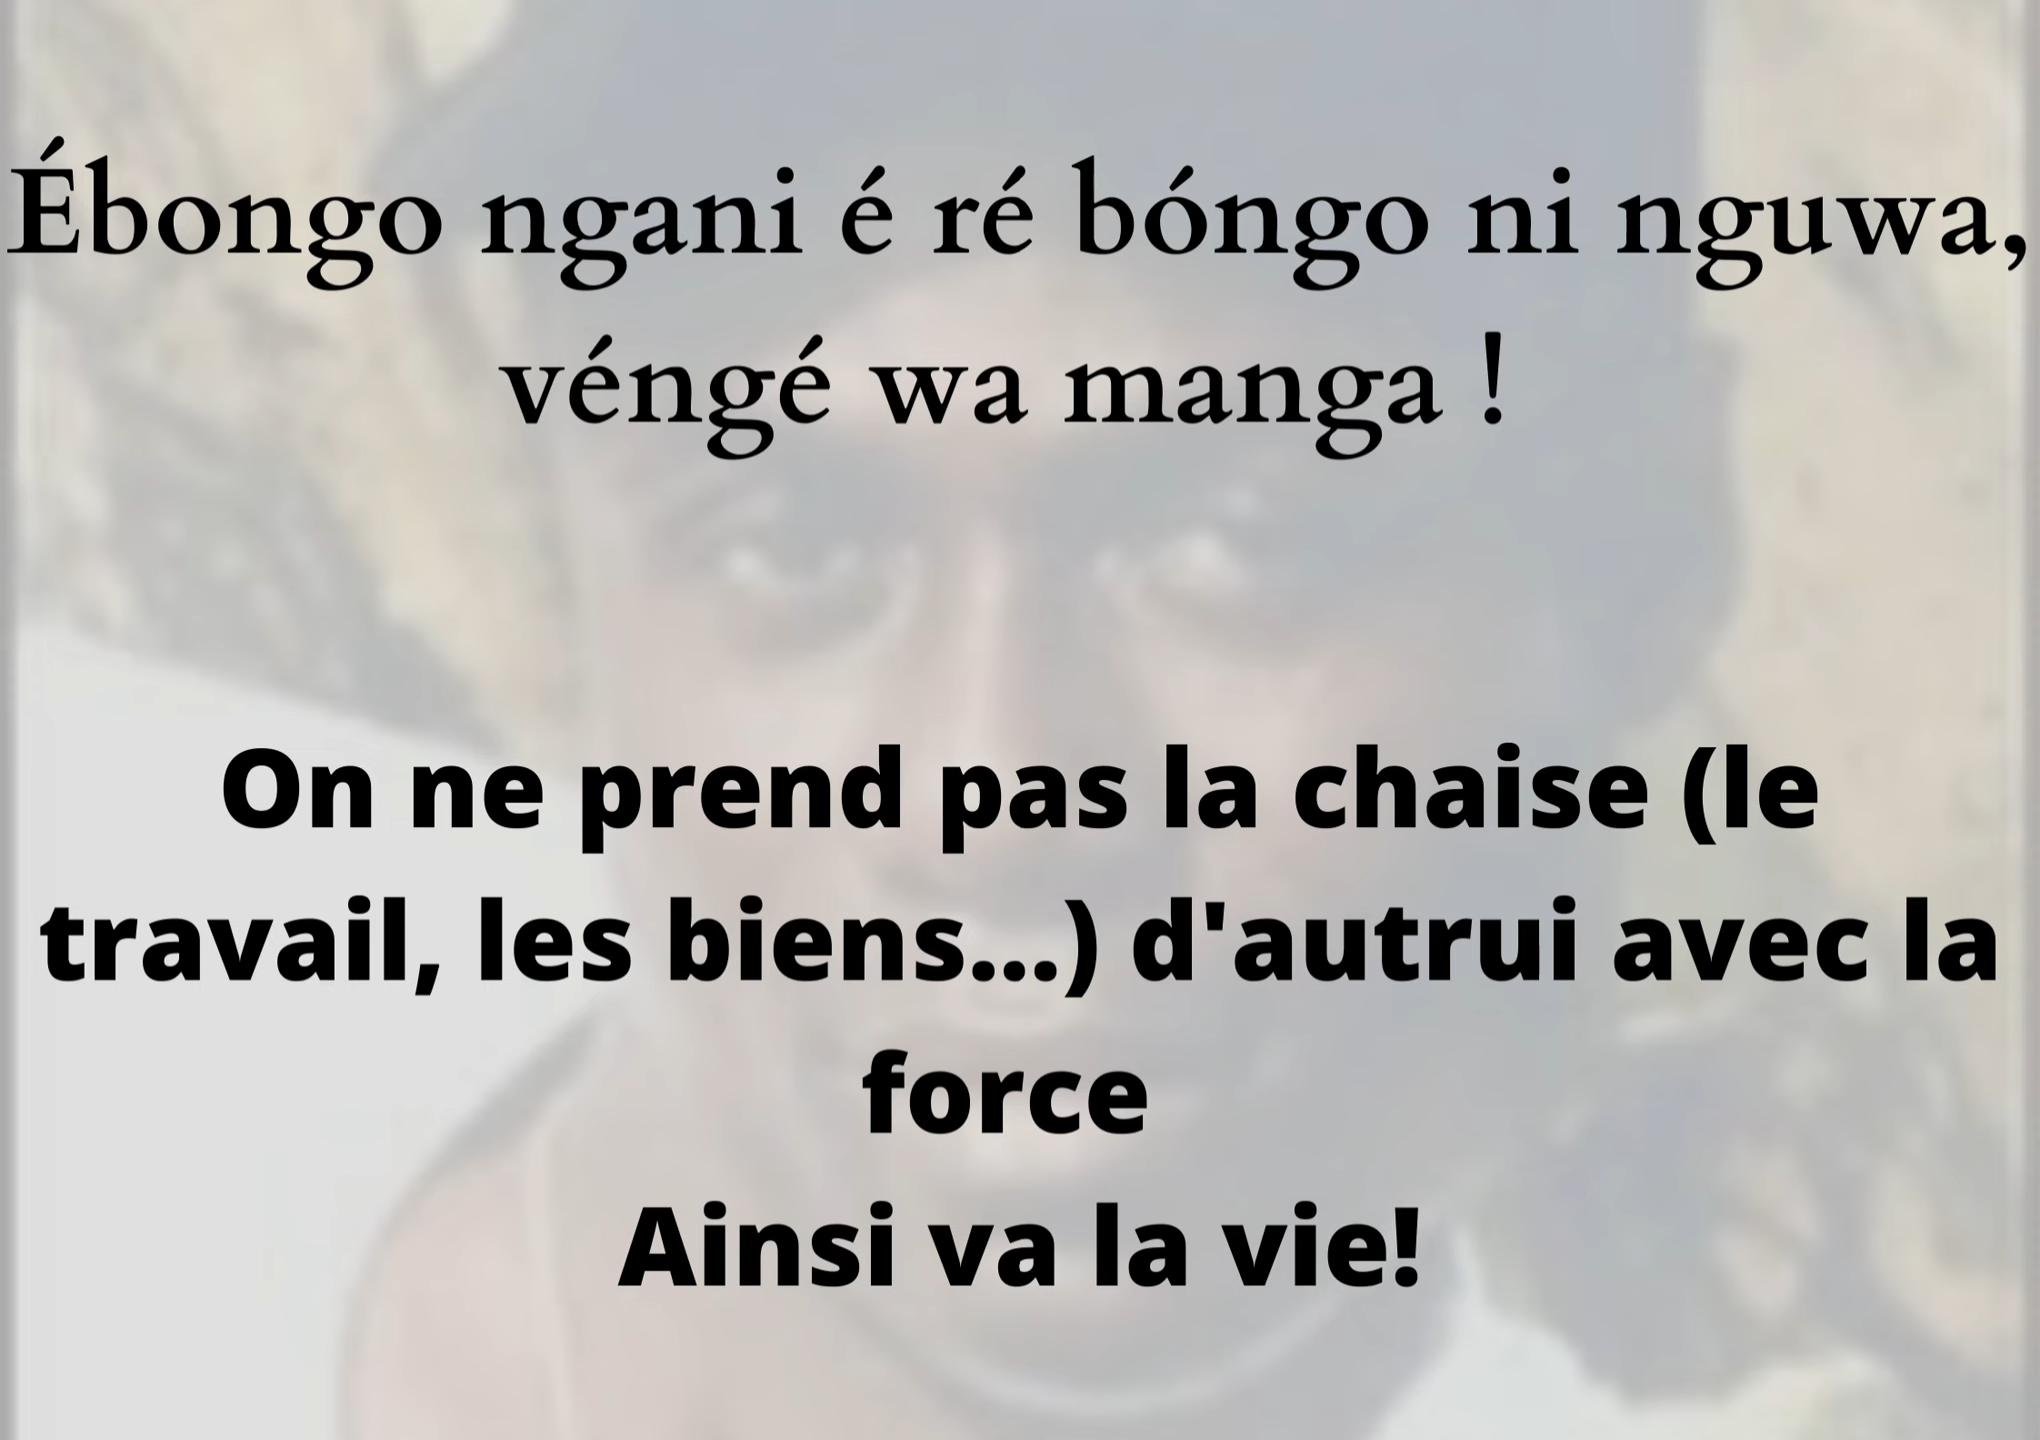 Ébongo ngani é ré bóngo ni nguwa,
véngé wa manga !
On ne prend pas la chaise (le
travail, les biens...) d'autrui avec la
force
Ainsi va la vie!